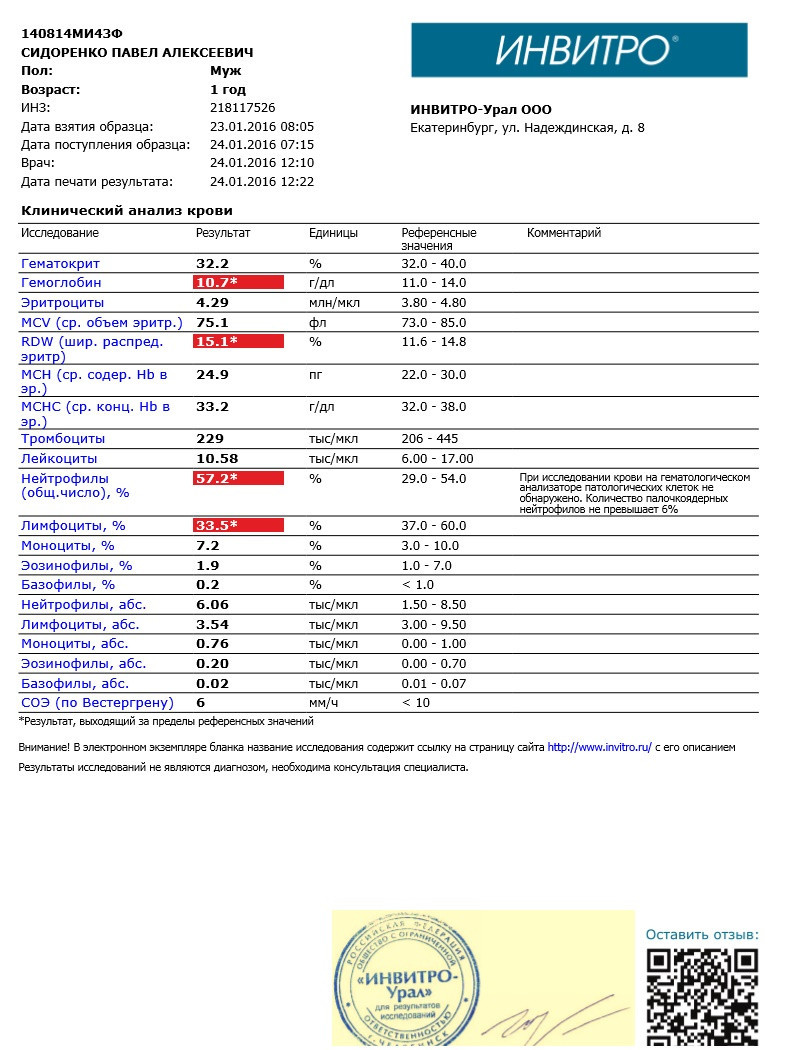 140814МИ43Ф
СИДОРЕНКО ПАВЕЛ АЛЕКСЕЕВИЧ
Пол: Муж
Возраст: 1 год
ИНЗ: 218117526
Дата взятия образца: 23.01.2016 08:05
Дата поступления образца: 24.01.2016 07:15
Врач: 24.01.2016 12:10
Дата печати результата: 24.01.2016 12:22
ИНВИТРО®
ИНВИТРО-Урал ООО
Екатеринбург, ул. Надеждинская, д. 8
Клинический анализ крови
Исследование Результат Единицы Референсные Комментарий
значения
Гематокрит 32.2 % 32.0 - 40.0
Гемоглобин 10.7* г/дл 11.0 - 14.0
Эритроциты 4.29 млн/мкл 3.80 - 4.80
MCV (ср. объем эритр.) 75.1 фл 73.0 - 85.0
RDW (шир. распред. 15.1* % 11.6 - 14.8
эритр)
MCH (ср. содер. Hb в 24.9 пг 22.0 - 30.0
эр.)
МСНС (ср. конц. Hb в 33.2 г/дл 32.0 - 38.0
эр.)
Тромбоциты 229 тыс/мкл 206 - 445
Лейкоциты 10.58 тыс/мкл 6.00 - 17.00
Нейтрофилы 57.2* % 29.0 - 54.0
(общ.число), %
При исследовании крови на гематологическом
анализаторе патологических клеток не
обнаружено. Количество палочкоядерных
нейтрофилов не превышает 6%
Лимфоциты, % 33.5* % 37.0 - 60.0
Моноциты, % 7.2 % 3.0 - 10.0
Эозинофилы, % 1.9 % 1.0 - 7.0
Базофилы, % 0.2 % < 1.0
Нейтрофилы, абс. 6.06 тыс/мкл 1.50 - 8.50
Лимфоциты, абс. 3.54 тыс/мкл 3.00 - 9.50
Моноциты, абс. 0.76 тыс/мкл 0.00 - 1.00
Эозинофилы, абс. 0.20 тыс/мкл 0.00 - 0.70
Базофилы, абс. 0.02 тыс/мкл 0.01 - 0.07
СОЭ (по Вестергрену) 6 мм/ч < 10
*Результат, выходящий за пределы референсных значений
Внимание! В электронном экземпляре бланка название исследования содержит ссылку на страницу сайта http://www.invitro.ru/ с его описанием
Результаты исследований не являются диагнозом, необходима консультация специалиста.
РОССИЙСКАЯ ФЕДЕРАЦИЯ
ОБЩЕСТВО С ОГРАНИЧЕННОЙ
«ИНВИТРО-
Урал»
для результатов
исследований
ОТВЕТСТВЕННОСТЬЮ
Оставить отзыв: